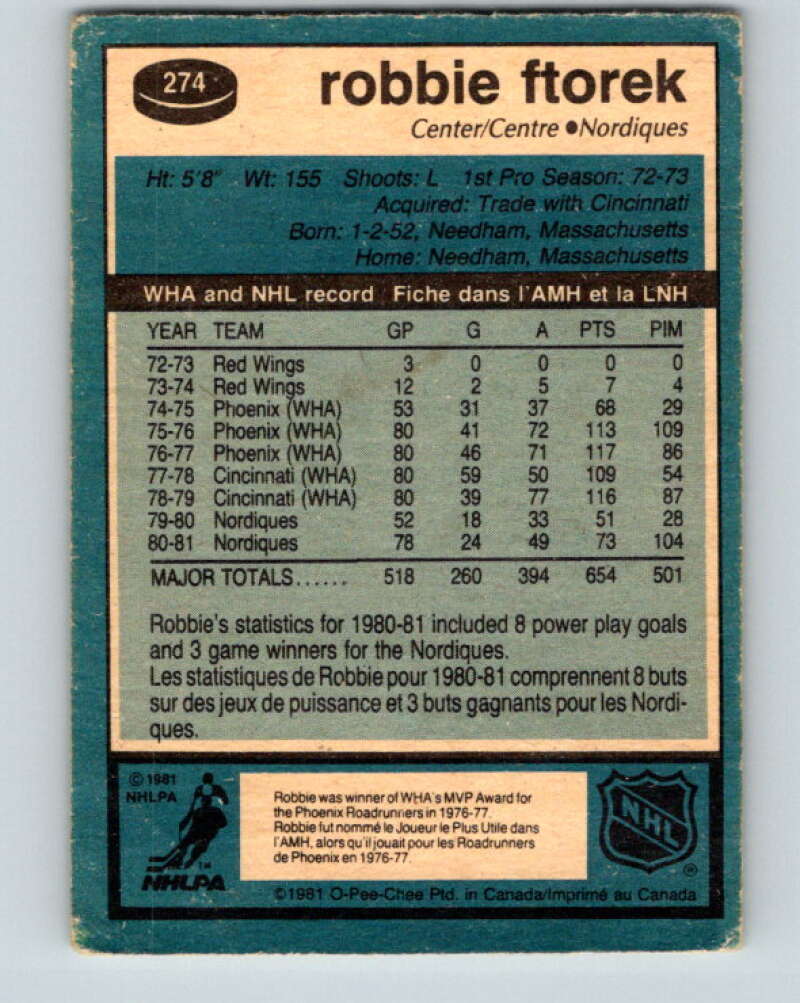 274
robbie ftorek
Center/Centre ●Nordiques
Ht: 5'8" Wt: 155 Shoots: L 1st Pro Season: 72-73
Acquired: Trade with Cincinnati
Born: 1-2-52, Needham, Massachusetts
Home: Needham, Massachusetts
WHA and NHL record Fiche dans l'AMH et la LNH
YEAR TEAM GP G A PTS PIM
72-73 Red Wings 3 0 0 0 0
73-74 Red Wings 12 2 5 7 4
74-75 Phoenix (WHA) 53 31 37 68 29
75-76 Phoenix (WHA) 80 41 72 113 109
76-77 Phoenix (WHA) 80 46 71 117 86
77-78 Cincinnati (WHA) 80 59 50 109 54
78-79 Cincinnati (WHA) 80 39 77 116 87
79-80 Nordiques 52 18 33 51 28
80-81 Nordiques 78 24 49 73 104
MAJOR TOTALS...... 518 260 394 654 501
Robbie's statistics for 1980-81 included 8 power play goals
and 3 game winners for the Nordiques.
Les statistiques de Robbie pour 1980-81 comprennent 8 buts
sur des jeux de puissance et 3 buts gagnants pour les Nordi-
ques.
©1981
NHLPA
TM
NHLPA
Robbie was winner of WHA's MVP Award for
the Phoenix Roadrunners in 1976-77.
Robbie fut nommé le Joueur le Plus Utile dans
l'AMH, alors qu'il jouait pour les Roadrunners
de Phoenix en 1976-77.
NHL
®
©1981 O-Pee-Chee Ptd. in Canada/Imprimé au Canada